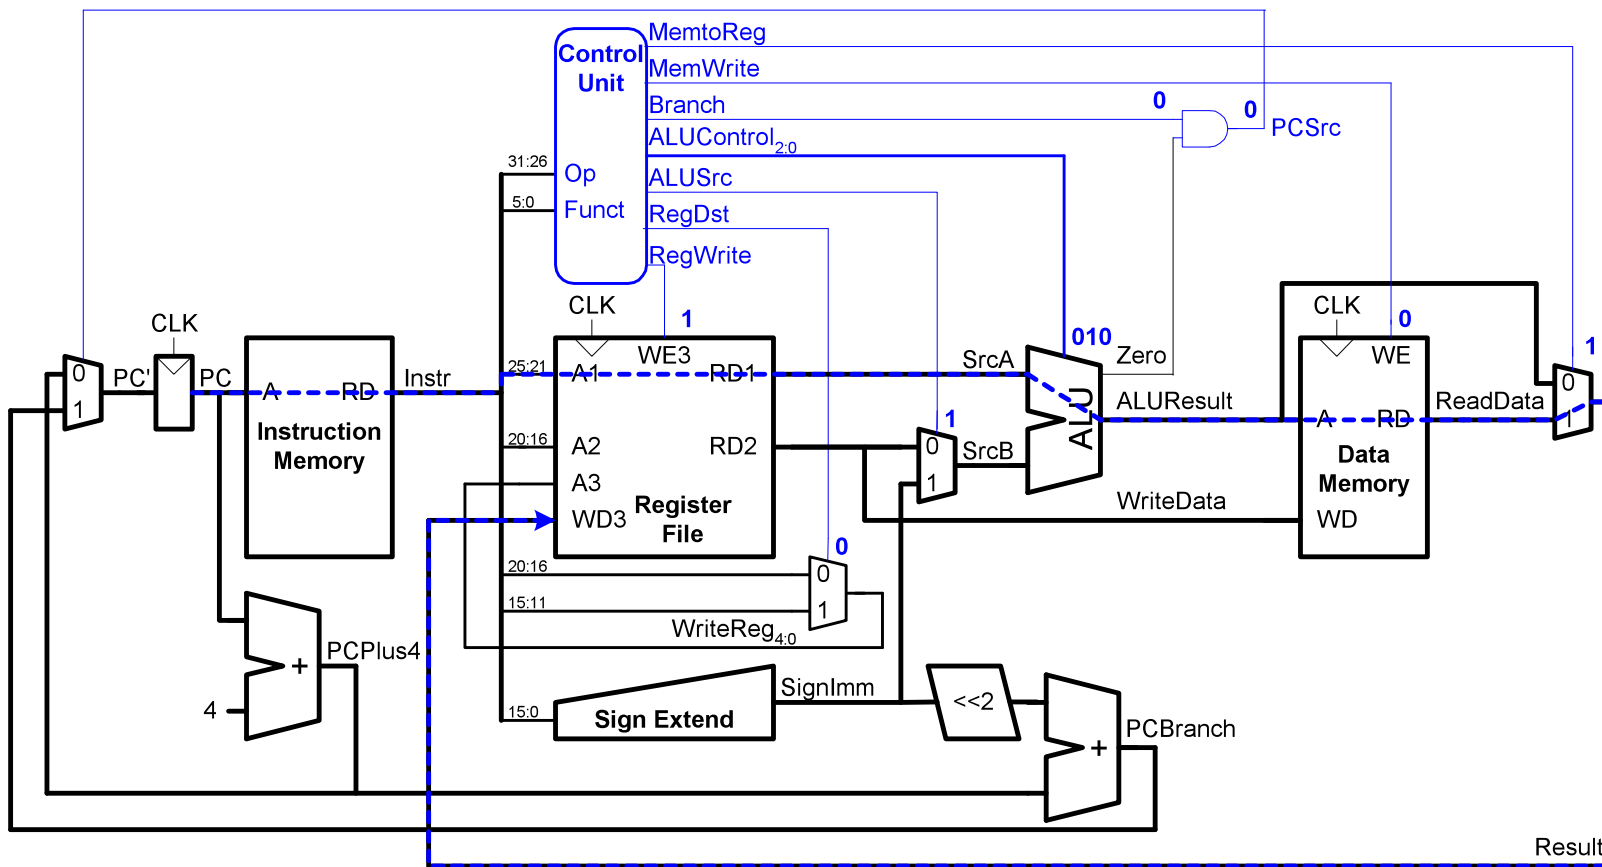 MemtoReg
Control
Unit
MemWrite
Branch
0
0
PCSrc
ALUControl2:0
31:26
Op
ALUSrc
5:0
Funct
RegDst
RegWrite
CLK
CLK
CLK
1
010
0
1
WE3
SrcA
Zero
WE
0
PC'
PC
A
RD
Instr
25:21
A1
RD1
ALU
ALUResult
A
RD
ReadData
0
1
1
Instruction
Memory
20:16
A2
RD2
1
0
SrcB
1
Data
Memory
A3
WD3
Register
File
WriteData
WD
0
20:16
0
15:11
1
WriteReg4:0
PCPlus4
+
4
SignImm
15:0
Sign Extend
<<2
PCBranch
+
Result